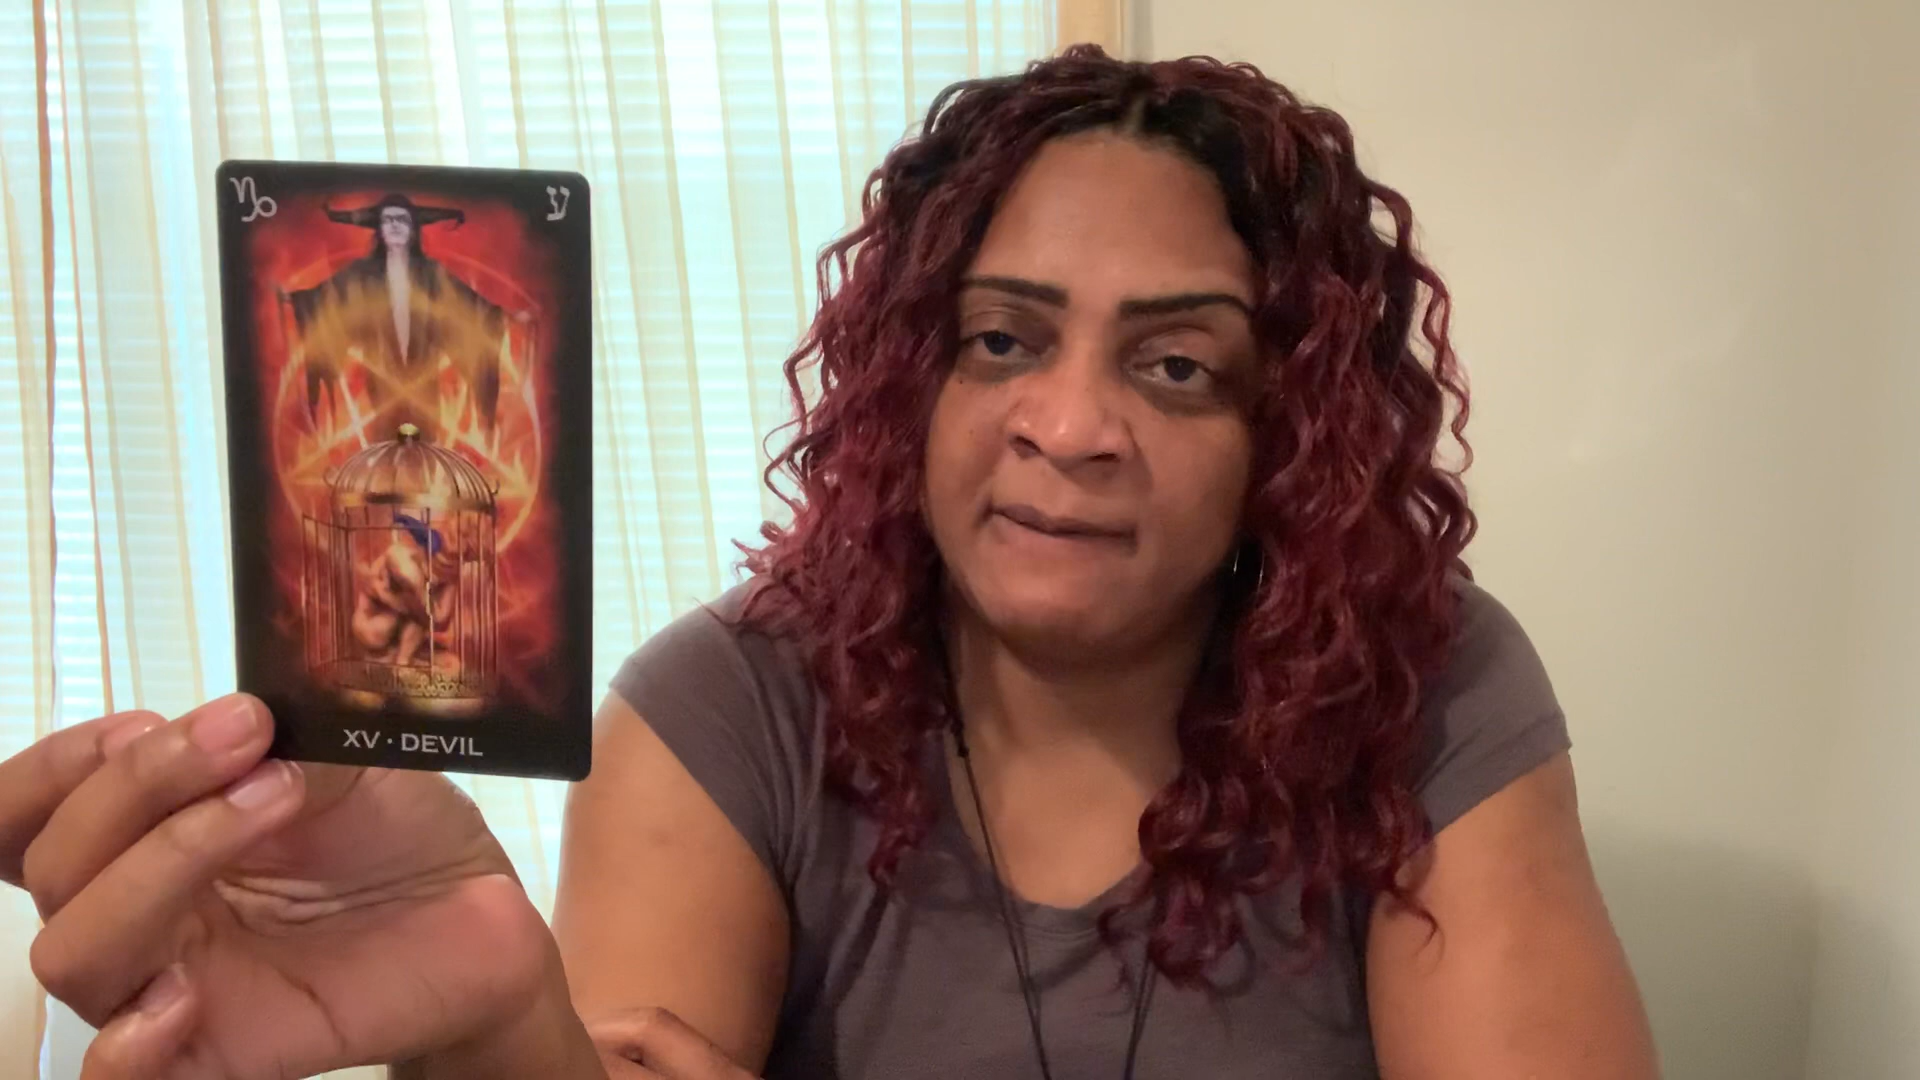 ♑ ע
XV · DEVIL